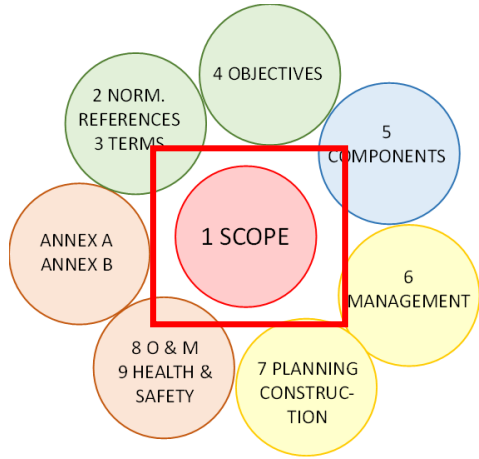 4 OBJECTIVES
2 NORM.
REFERENCES
3 TERMS
5
COMPONENTS
1 SCOPE
ANNEX A
ANNEX B
6
MANAGEMENT
8 O & M
9 HEALTH &
SAFETY
7 PLANNING
CONSTRUC-
TION